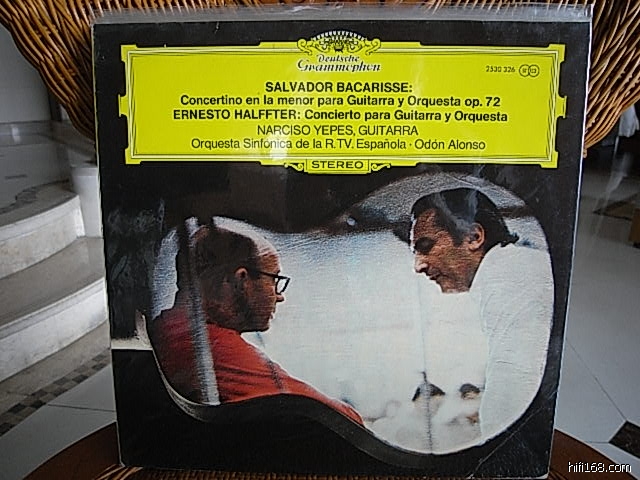 Deutsche
Grammophon
2530 326
SALVADOR BACARISSE:
Concertino en la menor para Guitarra y Orquesta op. 72
ERNESTO HALFFTER: Concierto para Guitarra y Orquesta
NARCISO YEPES, GUITARRA
Orquesta Sinfónica de la R.TV. Española · Odón Alonso
STEREO
hifi168.com